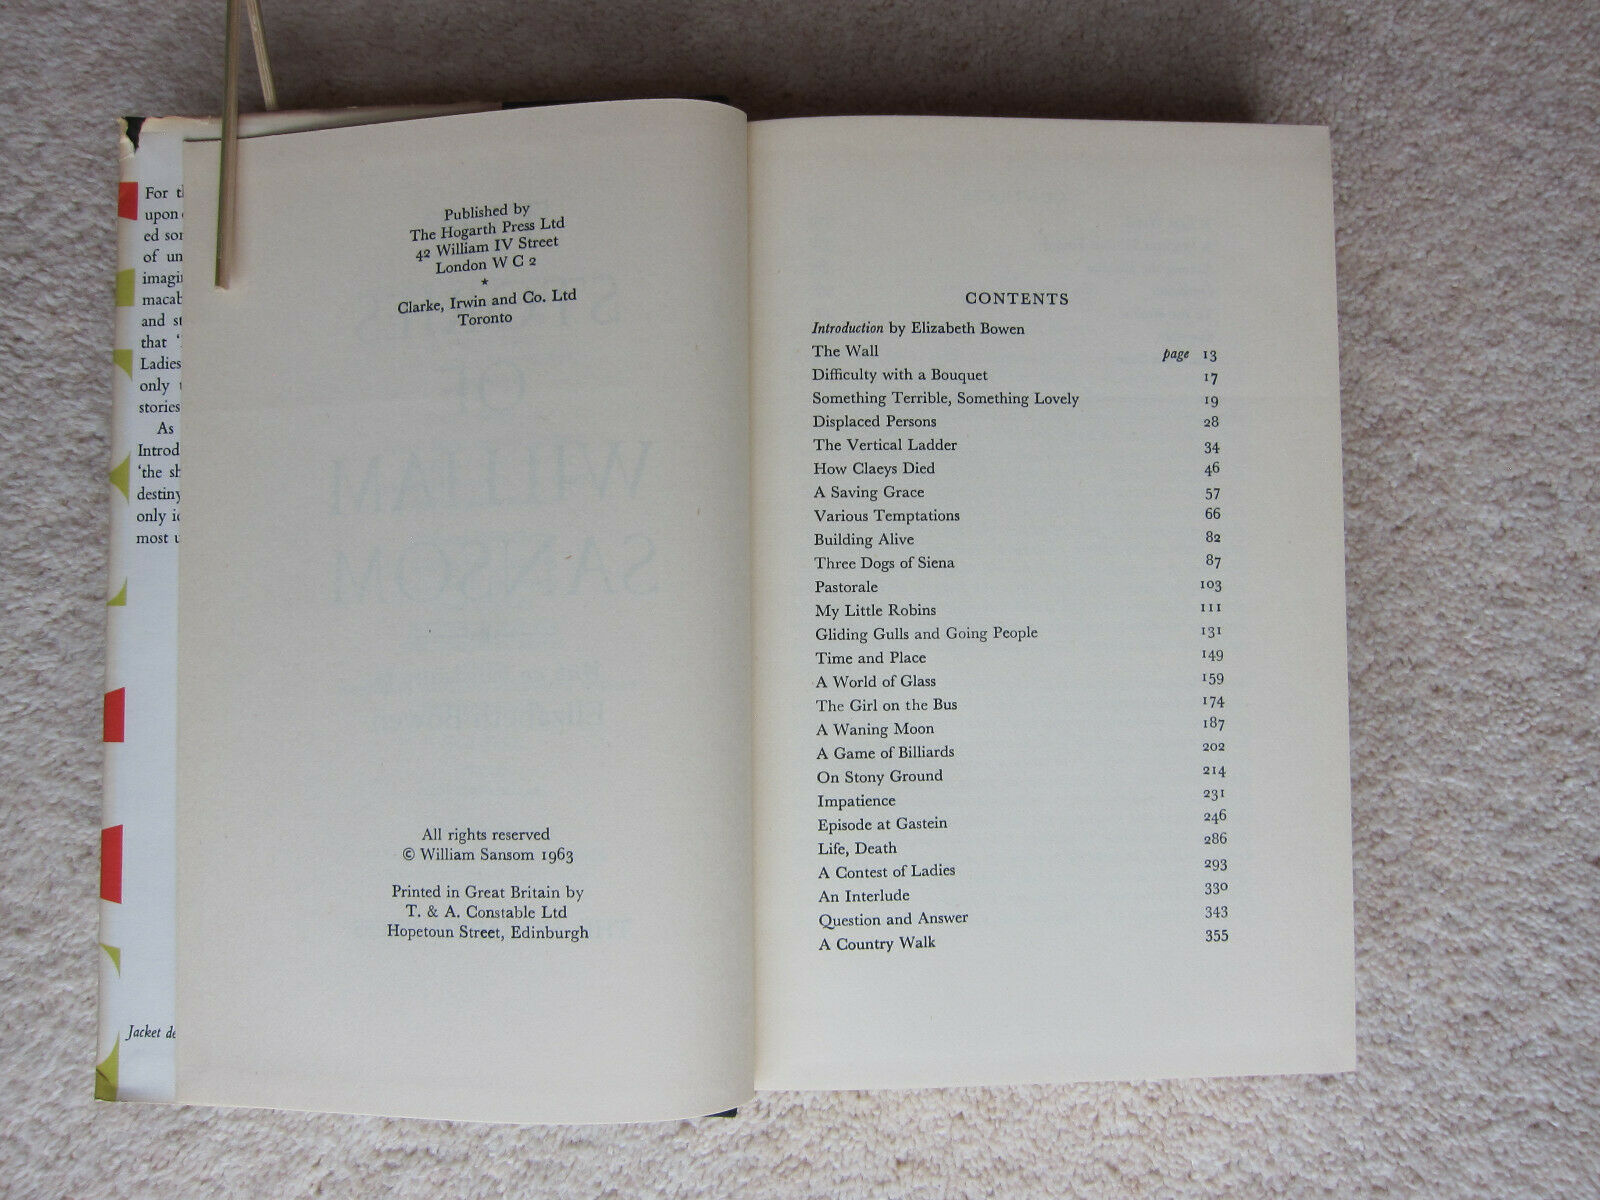 For th
upon
ed
of un
imagi
macab
and
that
Ladies
only
stories
As
Introd
'the sh
destiny
only
most
Jacket de
Published by
The Hogarth Press Ltd
42 William IV Street
London W C 2
★
Clarke, Irwin and Co. Ltd
Toronto
OF
WILLIAM
SANSOM
All rights reserved
© William Sansom 1963
Printed in Great Britain by
T. & A. Constable Ltd
Hopetoun Street, Edinburgh
CONTENTS
Introduction by Elizabeth Bowen
The Wall page 13
Difficulty with a Bouquet 17
Something Terrible, Something Lovely 19
Displaced Persons 28
The Vertical Ladder 34
How Claeys Died 46
A Saving Grace 57
Various Temptations 66
Building Alive 82
Three Dogs of Siena 87
Pastorale 103
My Little Robins 111
Gliding Gulls and Going People 131
Time and Place 149
A World of Glass 159
The Girl on the Bus 174
A Waning Moon 187
A Game of Billiards 202
On Stony Ground 214
Impatience 231
Episode at Gastein 246
Life, Death 286
A Contest of Ladies 293
An Interlude 330
Question and Answer 343
A Country Walk 355